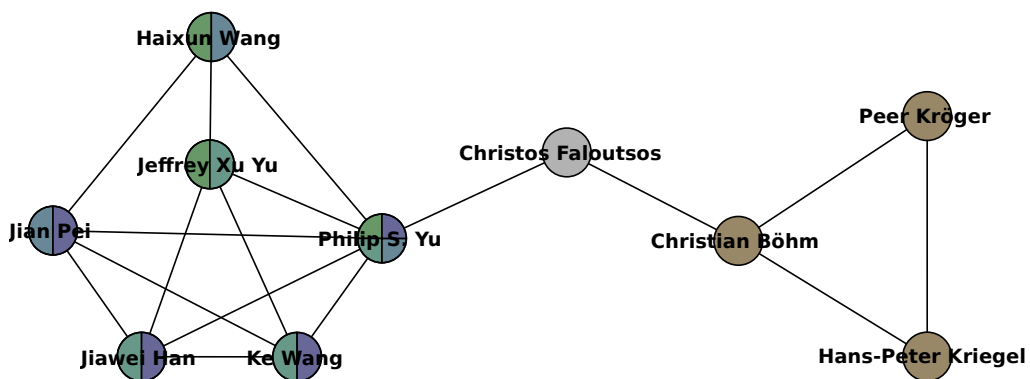 Haixun Wang
Peer Kröger
Christos Faloutsos
Jeffrey Xu Yu
Jian Pei
Philip S. Yu
Christian Böhm
Jiawei Han
Ke Wang
Hans-Peter Kriegel